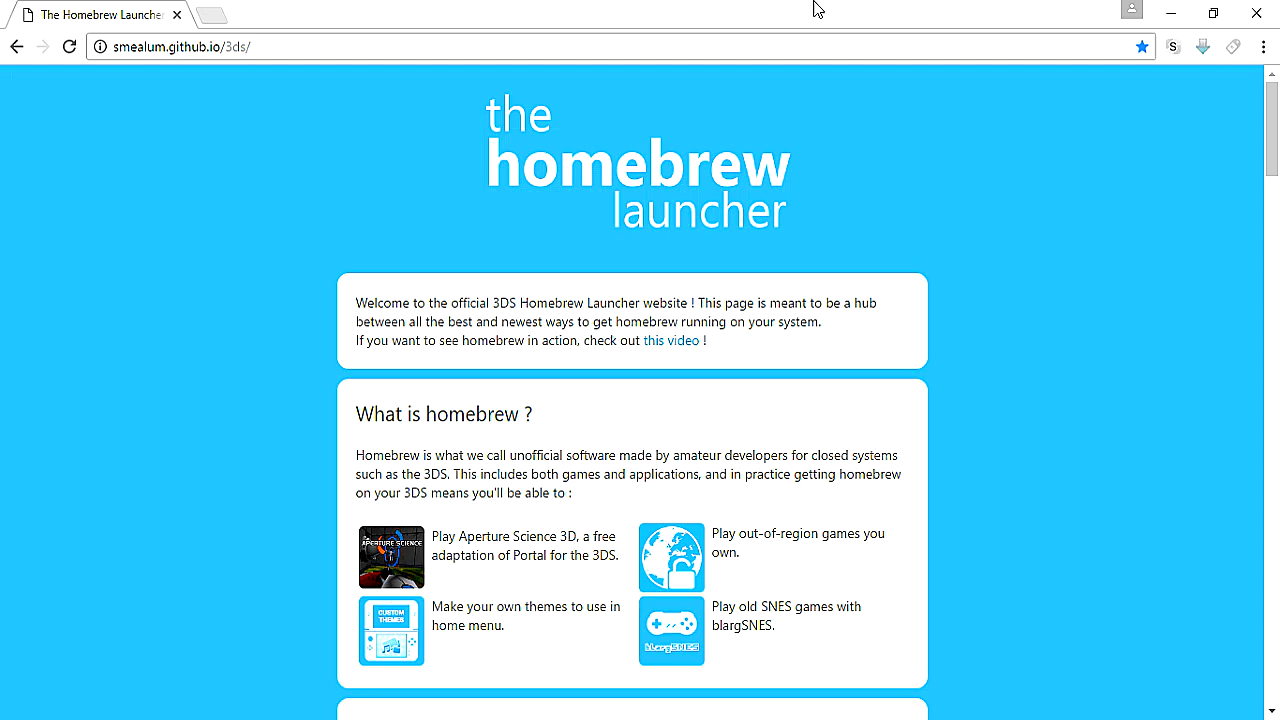 The Homebrew Launcher
smealum.github.io/3ds/
S
the
homebrew
launcher
Welcome to the official 3DS Homebrew Launcher website ! This page is meant to be a hub
between all the best and newest ways to get homebrew running on your system.
If you want to see homebrew in action, check out this video !
What is homebrew ?
Homebrew is what we call unofficial software made by amateur developers for closed systems
such as the 3DS. This includes both games and applications, and in practice getting homebrew
on your 3DS means you'll be able to :
APERTURE SCIENCE
Play Aperture Science 3D, a free
adaptation of Portal for the 3DS.
Play out-of-region games you
own.
CUSTOM
THEMES
Make your own themes to use in
home menu.
blargSNES
Play old SNES games with
blargSNES.